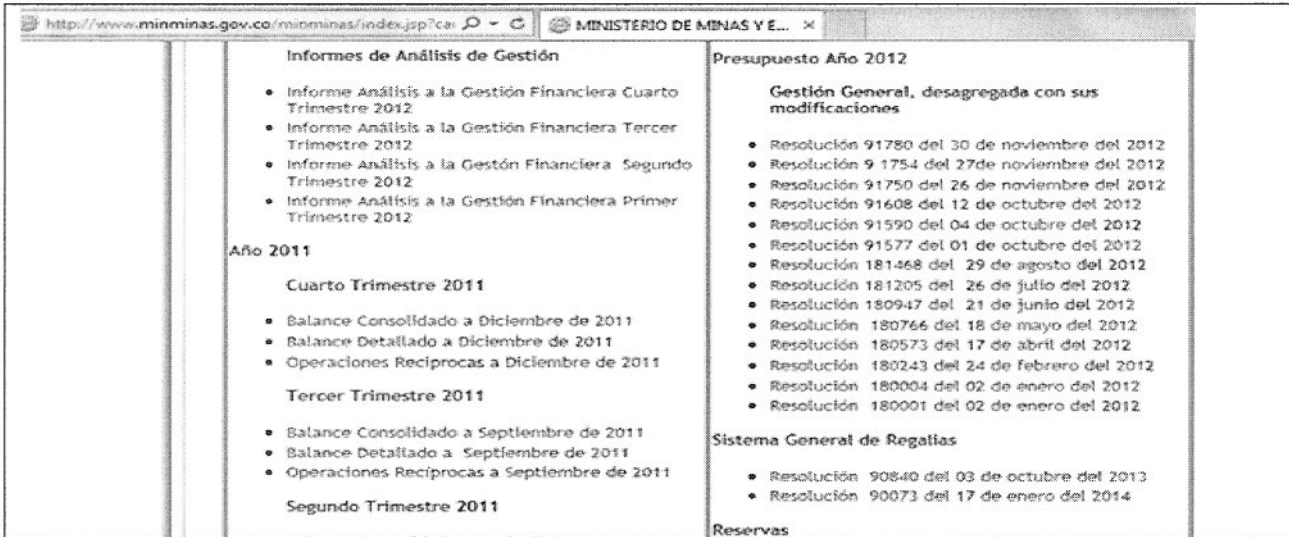 http://www.minminas.gov.co/minminas/index.jsp?car
MINISTERIO DE MINAS Y E...
Informes de Análisis de Gestión
• Informe Análisis a la Gestión Financiera Cuarto
Trimestre 2012
• Informe Análisis a la Gestión Financiera Tercer
Trimestre 2012
• Informe Análisis a la Gestón Financiera Segundo
Trimestre 2012
• Informe Análisis a la Gestión Financiera Primer
Trimestre 2012
Año 2011
Cuarto Trimestre 2011
• Balance Consolidado a Diciembre de 2011
• Balance Detallado a Diciembre de 2011
• Operaciones Reciprocas a Diciembre de 2011
Tercer Trimestre 2011
• Balance Consolidado a Septiembre de 2011
• Balance Detallado a Septiembre de 2011
• Operaciones Recíprocas a Septiembre de 2011
Segundo Trimestre 2011
Presupuesto Año 2012
Gestión General, desagregada con sus
modificaciones
• Resolución 91780 del 30 de noviembre del 2012
• Resolución 9 1754 del 27de noviembre del 2012
• Resolución 91750 del 26 de noviembre del 2012
• Resolución 91608 del 12 de octubre del 2012
• Resolución 91590 del 04 de octubre del 2012
• Resolución 91577 del 01 de octubre del 2012
• Resolución 181468 del 29 de agosto del 2012
• Resolución 181205 del 26 de julio del 2012
• Resolución 180947 del 21 de junio del 2012
• Resolución 180766 del 18 de mayo del 2012
• Resolución 180573 del 17 de abril del 2012
• Resolución 180243 del 24 de febrero del 2012
• Resolución 180004 del 02 de enero del 2012
• Resolución 180001 del 02 de enero del 2012
Sistema General de Regalias
• Resolución 90840 del 03 de octubre del 2013
• Resolución 90073 del 17 de enero del 2014
Reservas